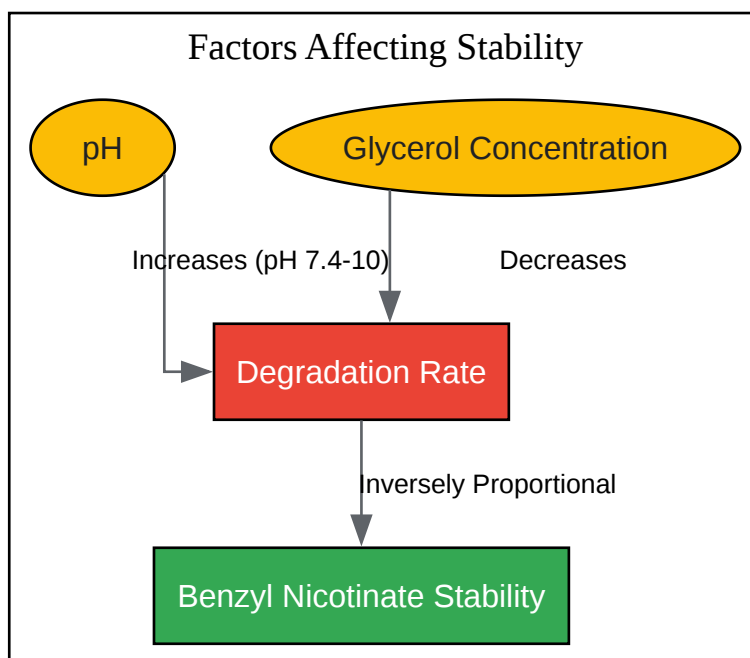 Factors Affecting Stability
pH
Glycerol Concentration
Increases (pH 7.4-10)
Decreases
Degradation Rate
Inversely Proportional
Benzyl Nicotinate Stability